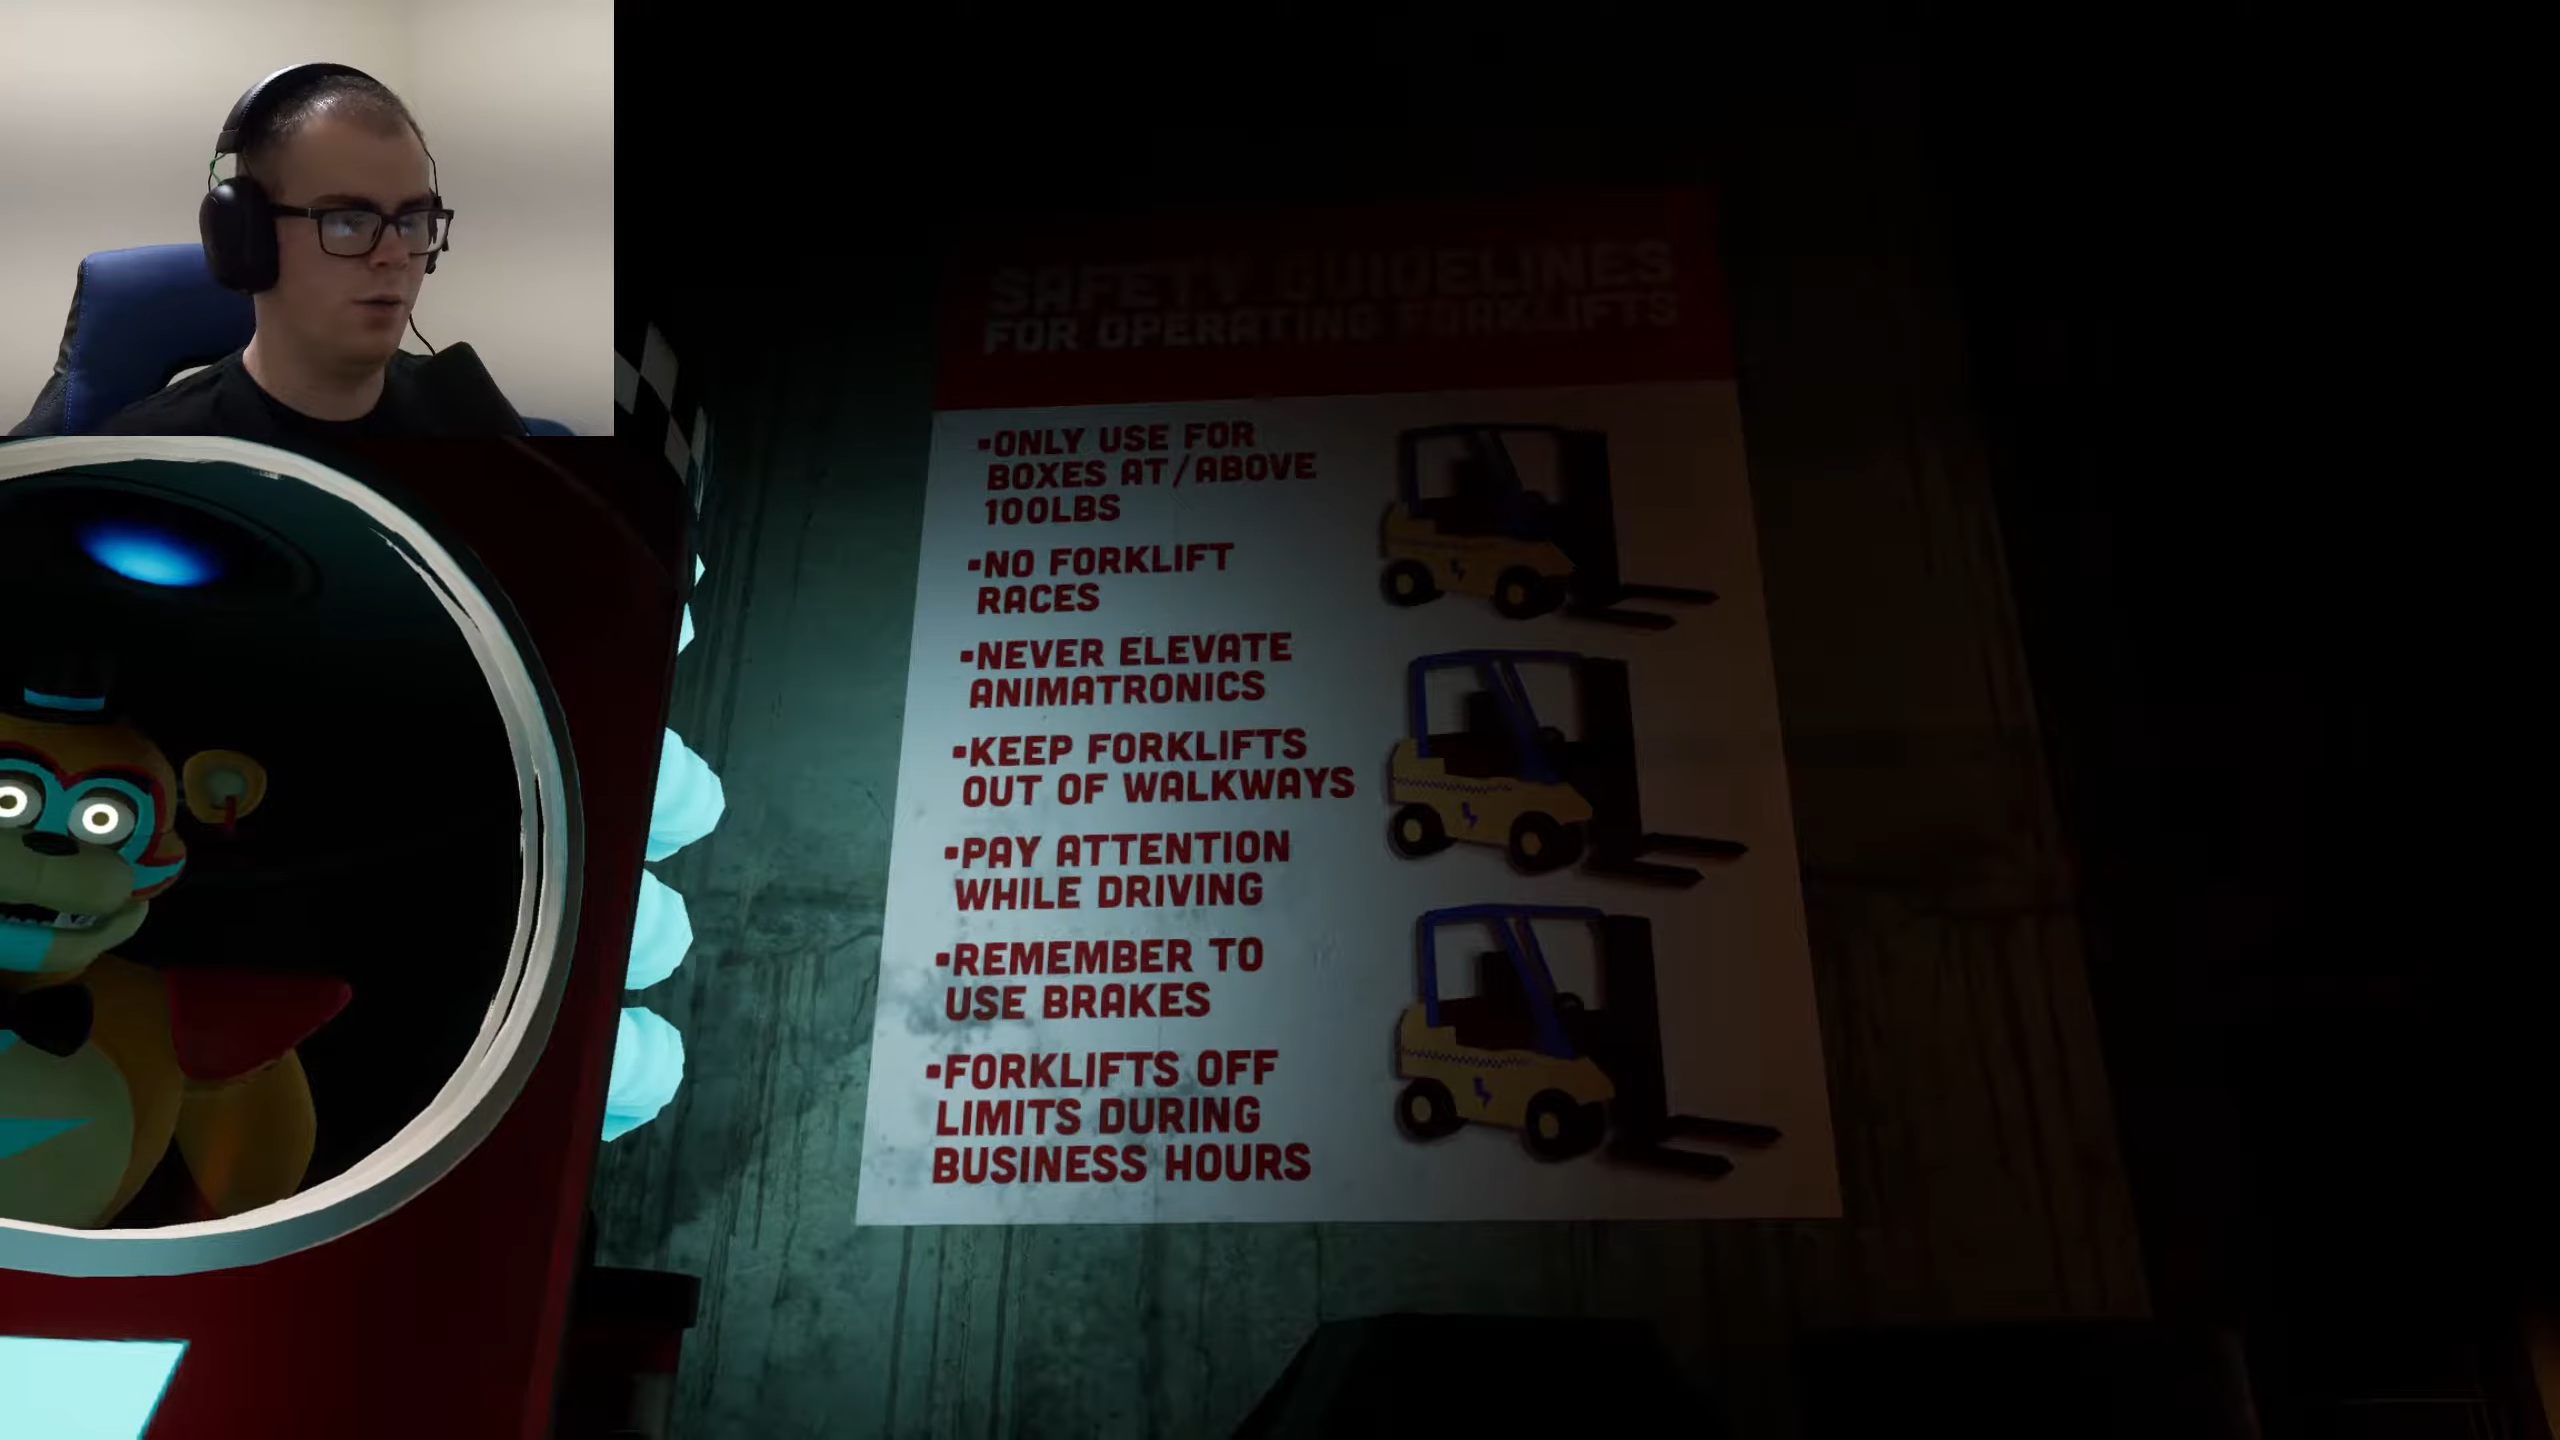 SAFETY GUIDELINES
FOR OPERATING FORKLIFTS
▪ONLY USE FOR
BOXES AT/ABOVE
100LBS
▪NO FORKLIFT
RACES
▪NEVER ELEVATE
ANIMATRONICS
▪KEEP FORKLIFTS
OUT OF WALKWAYS
▪PAY ATTENTION
WHILE DRIVING
▪REMEMBER TO
USE BRAKES
▪FORKLIFTS OFF
LIMITS DURING
BUSINESS HOURS